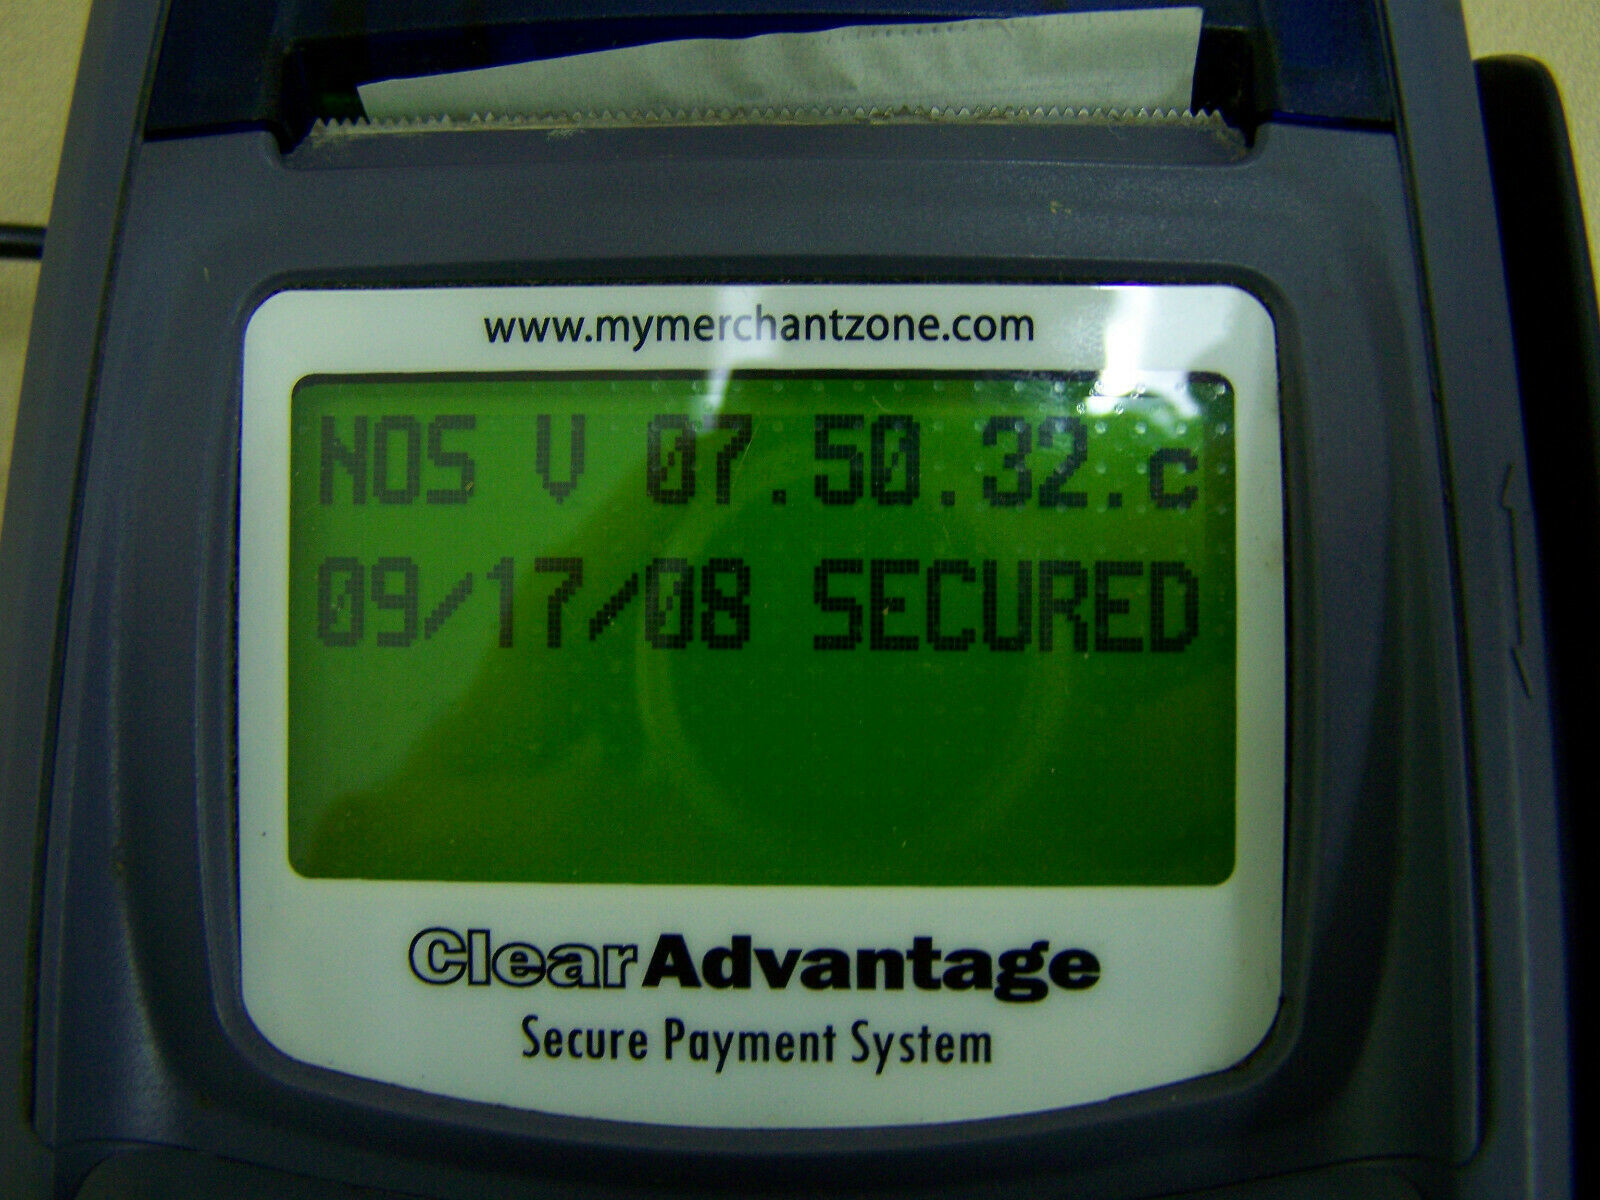 www.mymerchantzone.com
NOS V 07.50.32.c
09/17/08 SECURED
ClearAdvantage
Secure Payment System